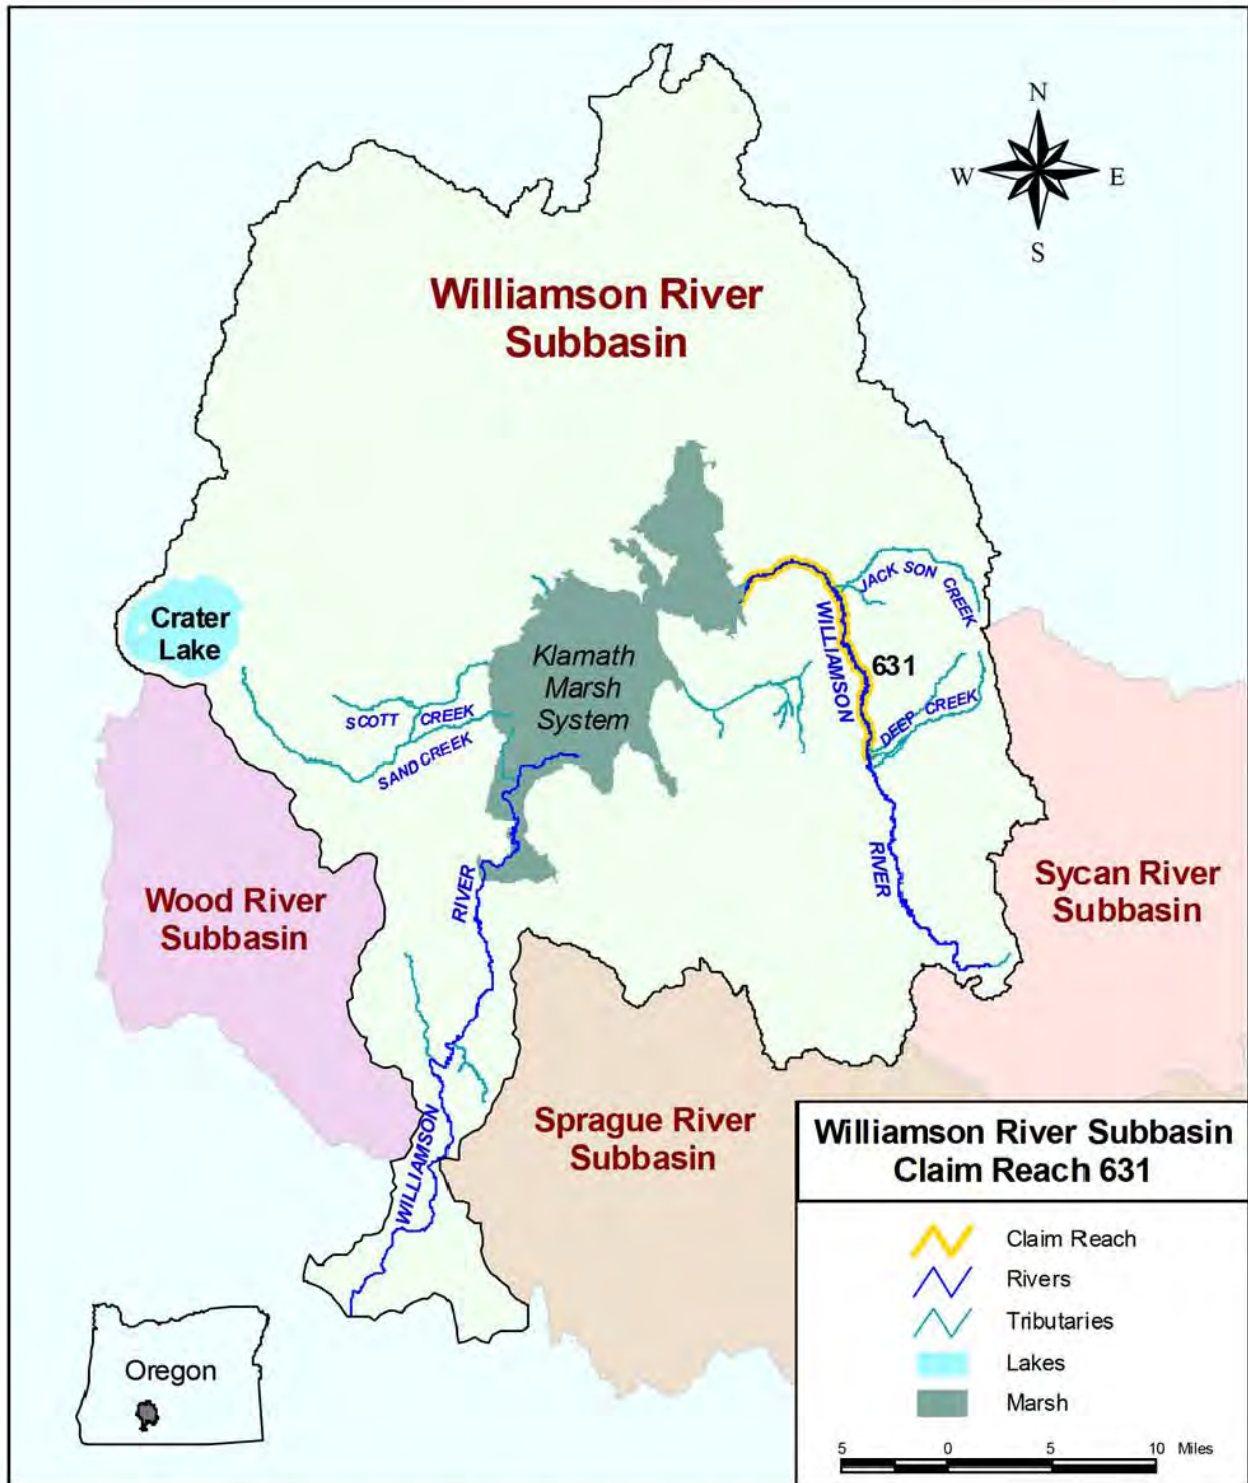 N
W E
S
Williamson River
Subbasin
Crater
Lake
JACK SON CREEK
WILLIAMSON
631
Klamath
Marsh
System
SCOTT CREEK
SAND CREEK
DEEP CREEK
RIVER
RIVER
Wood River
Subbasin
Sycan River
Subbasin
WILLIAMSON
Sprague River
Subbasin
Williamson River Subbasin
Claim Reach 631
Claim Reach
Rivers
Tributaries
Lakes
Marsh
Oregon
5 0 5 10 Miles